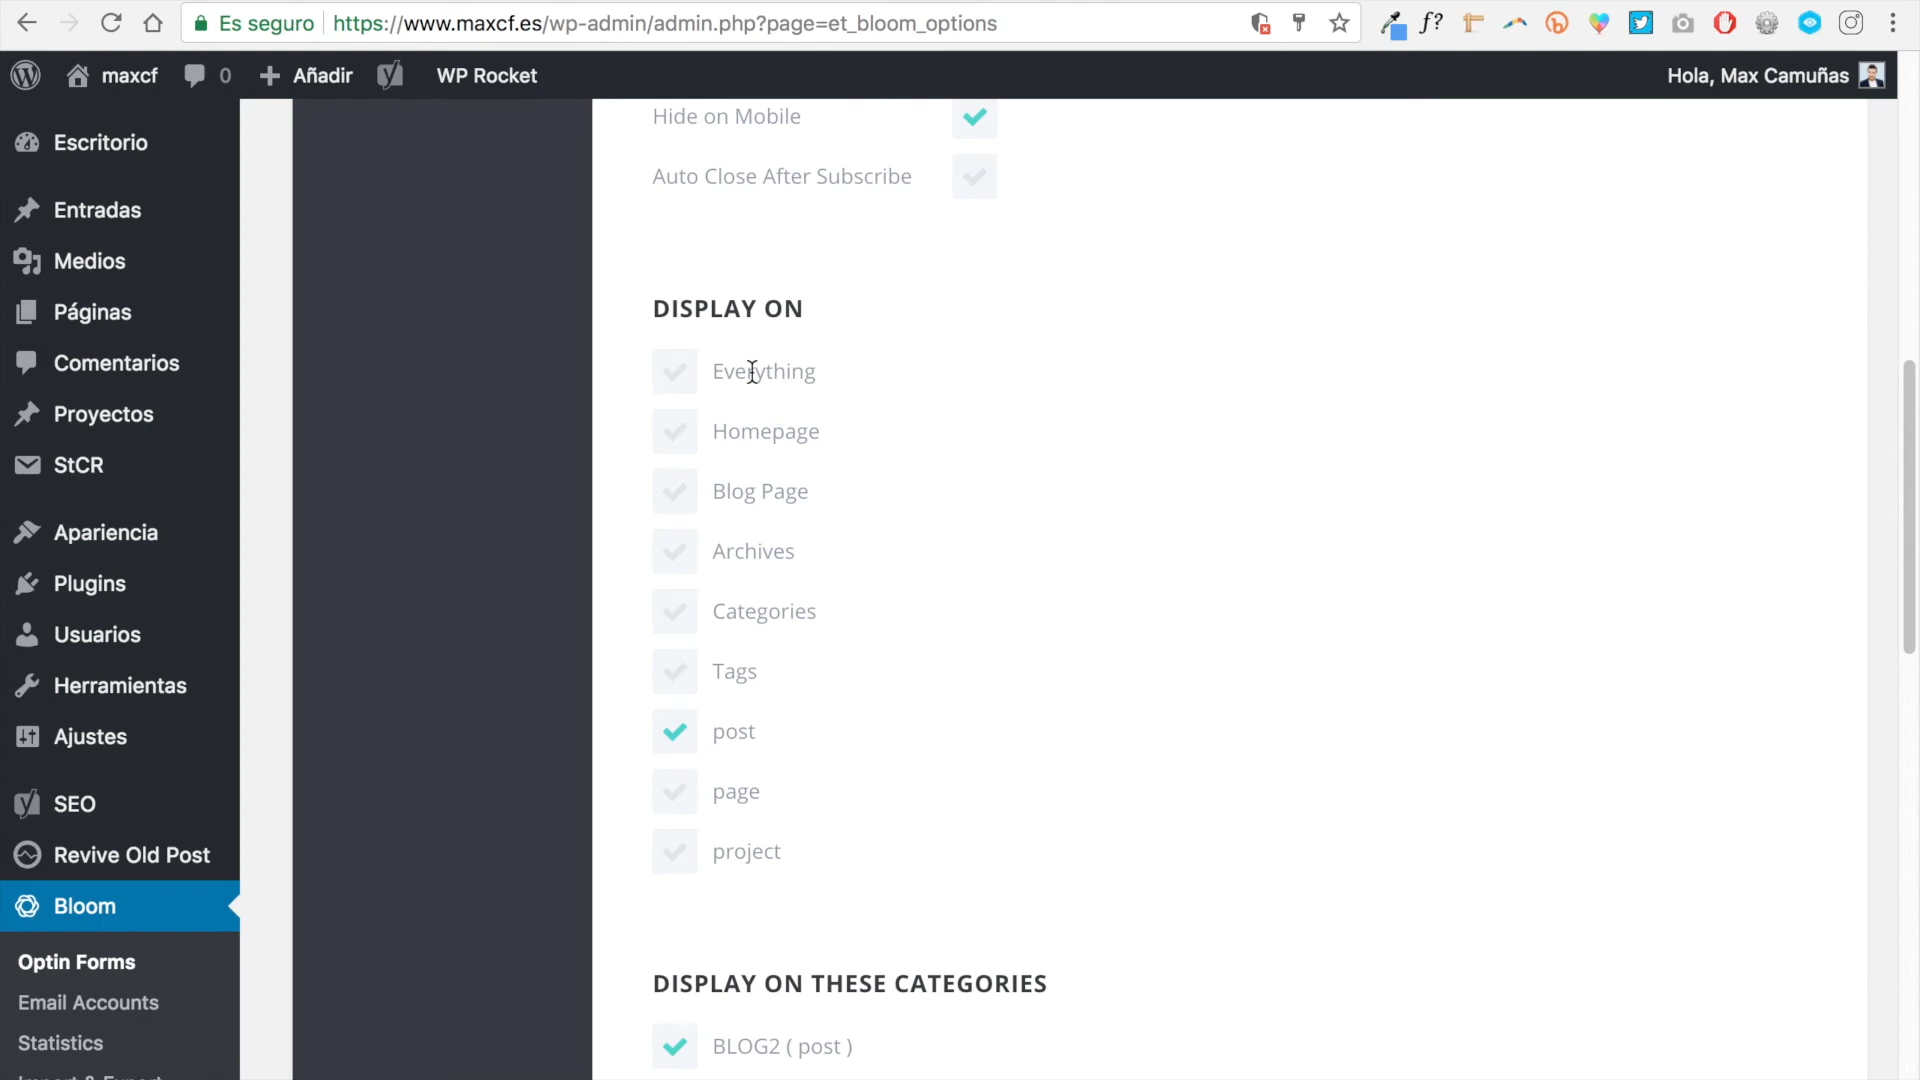 Es seguro
https://www.maxcf.es/wp-admin/admin.php?page=et_bloom_options
f?
maxcf
0
Añadir
WP Rocket
Hola, Max Camuñas
Escritorio
Entradas
Medios
Páginas
Comentarios
Proyectos
StCR
Apariencia
Plugins
Usuarios
Herramientas
Ajustes
SEO
Revive Old Post
Bloom
Optin Forms
Email Accounts
Statistics
Import & Export
Hide on Mobile
Auto Close After Subscribe
DISPLAY ON
Everything
Homepage
Blog Page
Archives
Categories
Tags
post
page
project
DISPLAY ON THESE CATEGORIES
BLOG2 ( post )